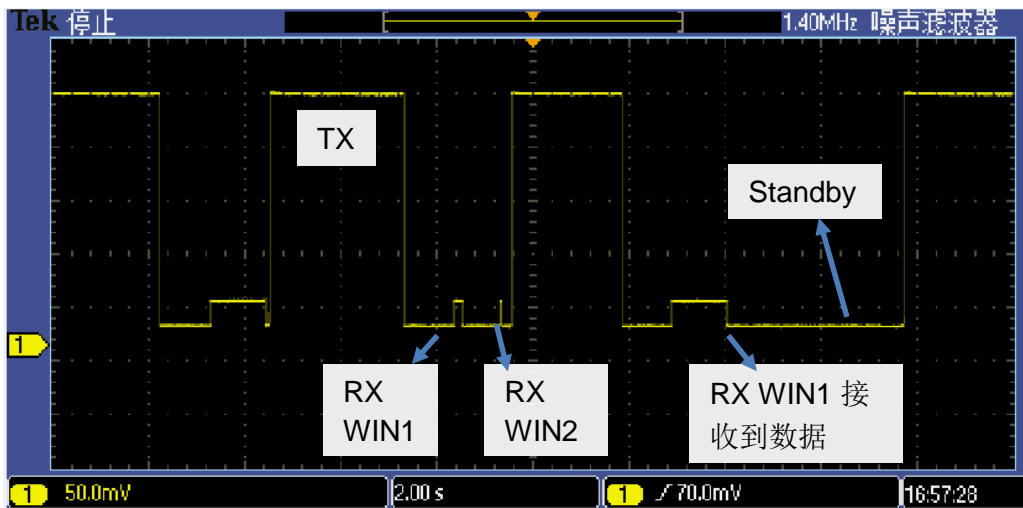 Tek 停止
1.40MHz 噪声滤波器
TX
Standby
1
RX
WIN1
RX
WIN2
RX WIN1 接
收到数据
1 50.0mV
2.00 s
1 70.0mV
16:57:28